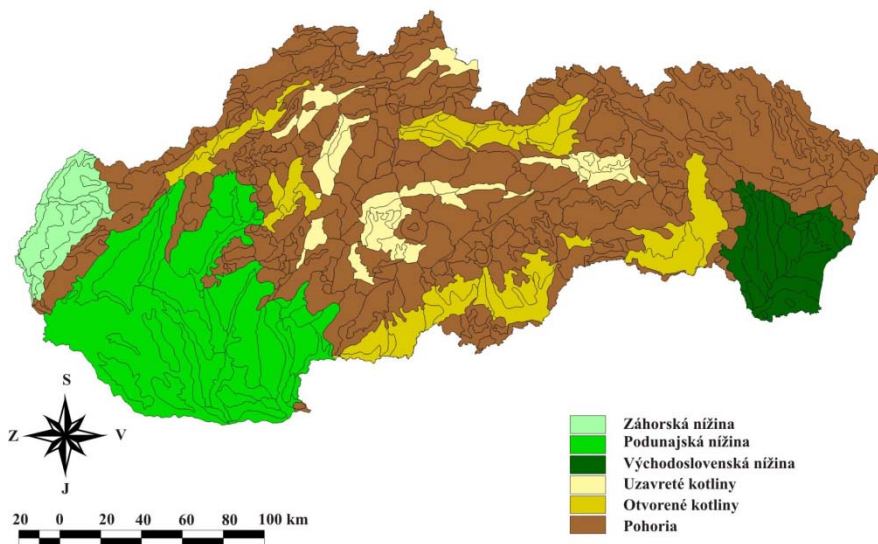 S
Z V
J
20 0 20 40 60 80 100 km
Záhorská nížina
Podunajská nížina
Východoslovenská nížina
Uzavreté kotliny
Otvorené kotliny
Pohoria